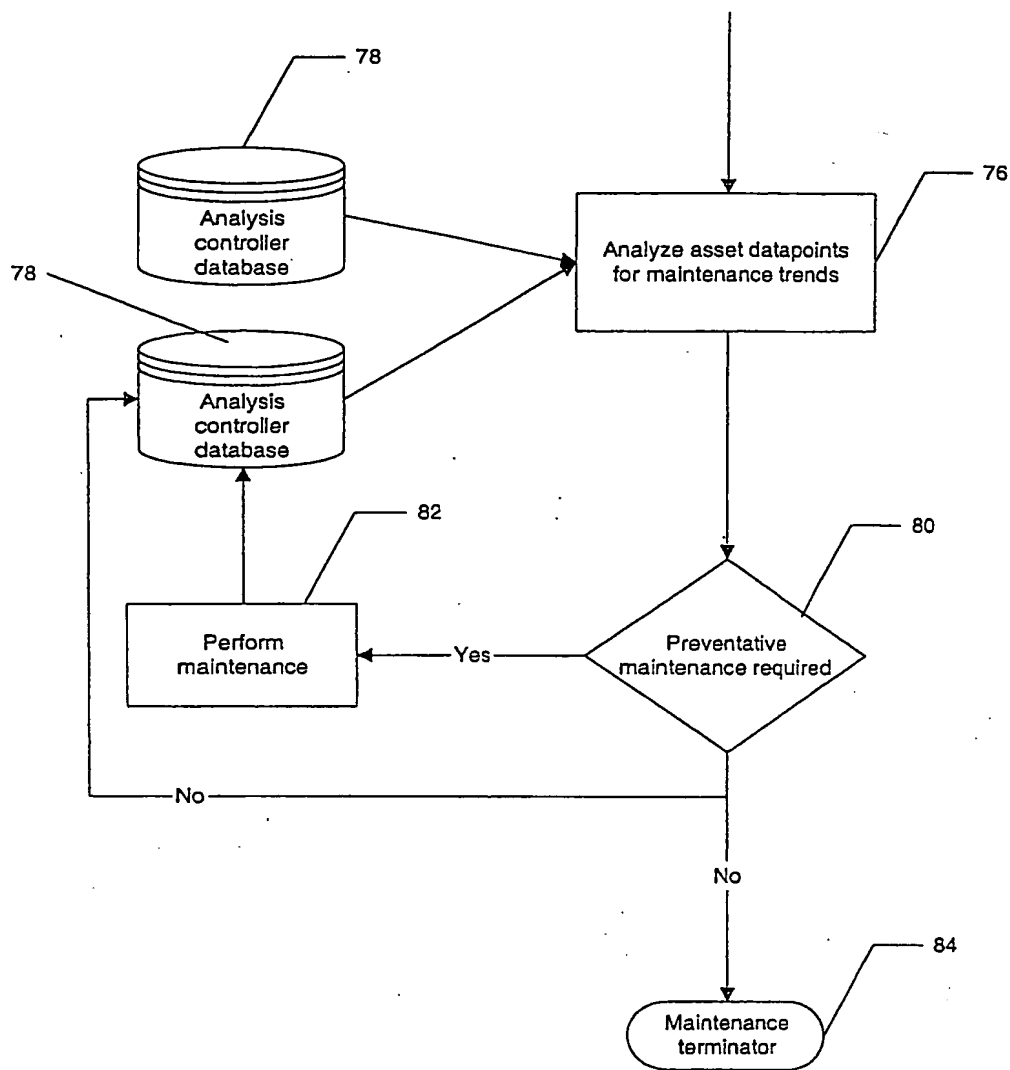 78
76
Analysis
controller
database
Analyze asset datapoints
for maintenance trends
78
Analysis
controller
database
82
80
Perform
maintenance
Yes
Preventative
maintenance required
No
No
84
Maintenance
terminator